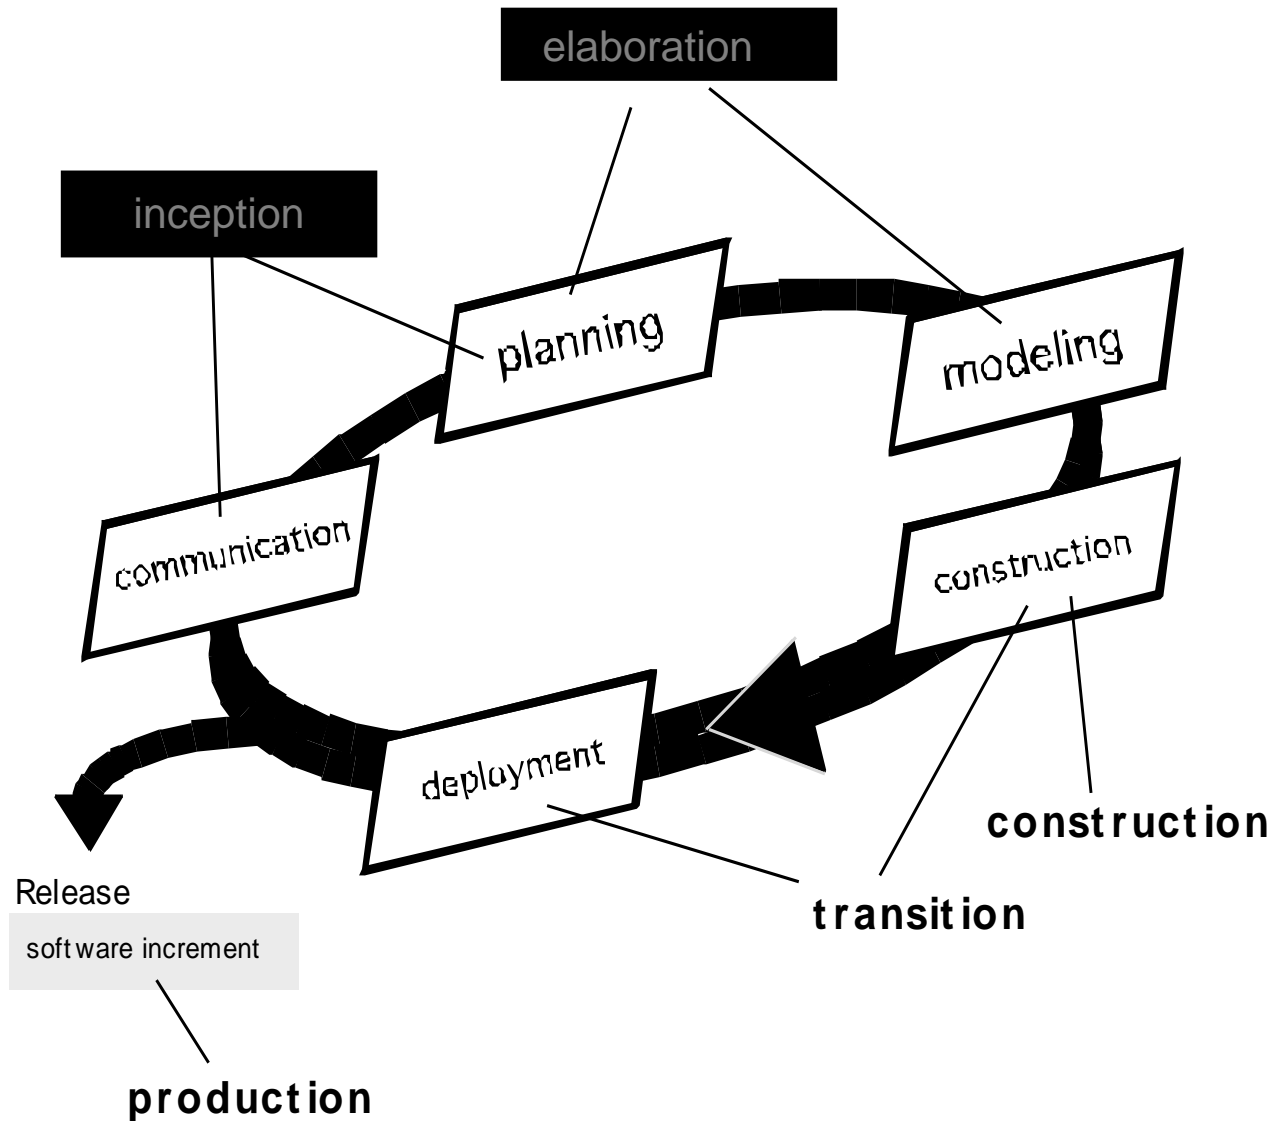 elaboration
inception
planning
modeling
communication
construction
deployment
construction
Release
transition
software increment
production